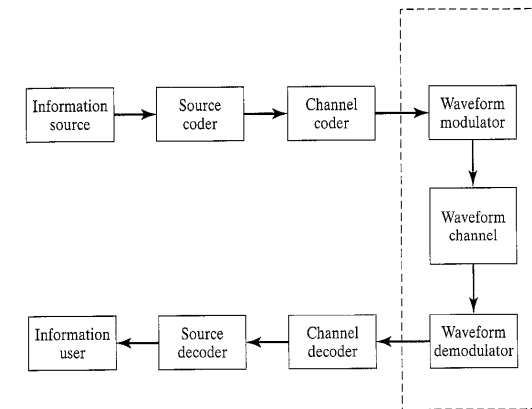 Information
source
Source
coder
Channel
coder
Waveform
modulator
Waveform
channel
Information
user
Source
decoder
Channel
decoder
Waveform
demodulator